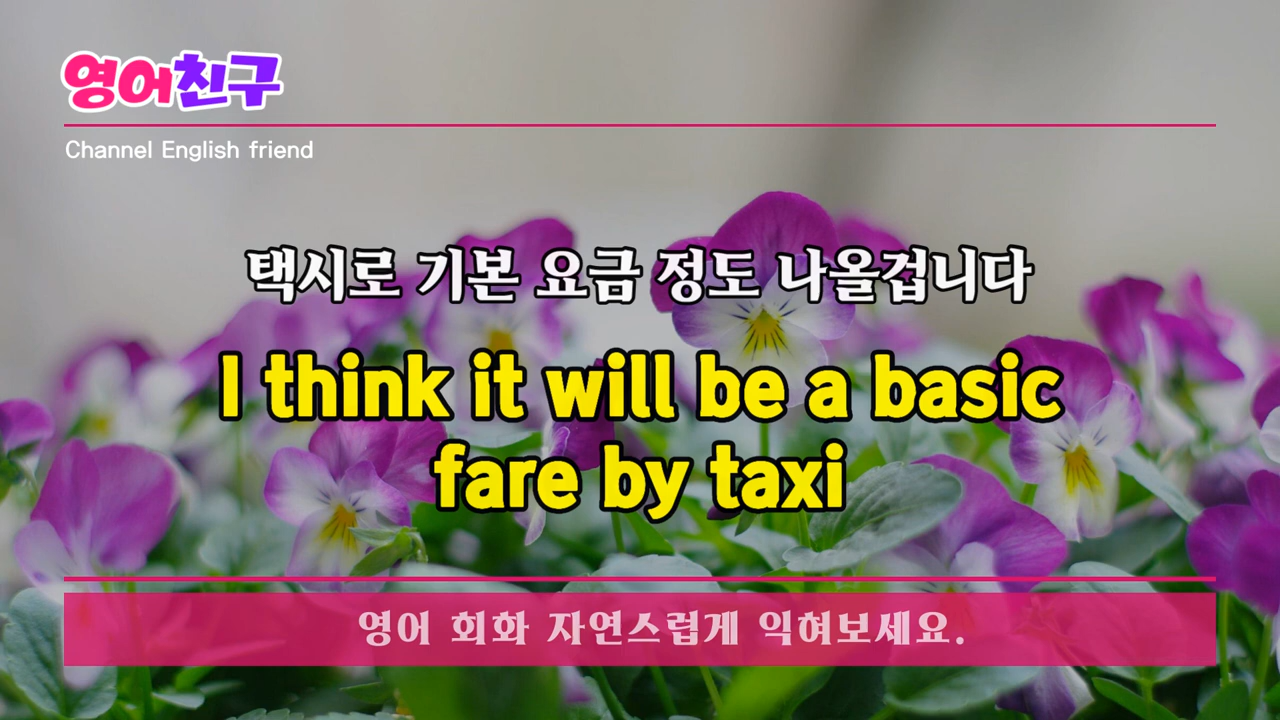 영어친구
Channel English friend
택시로 기본 요금 정도 나올겁니다
I think it will be a basic
fare by taxi
영어 회화 자연스럽게 익혀보세요.